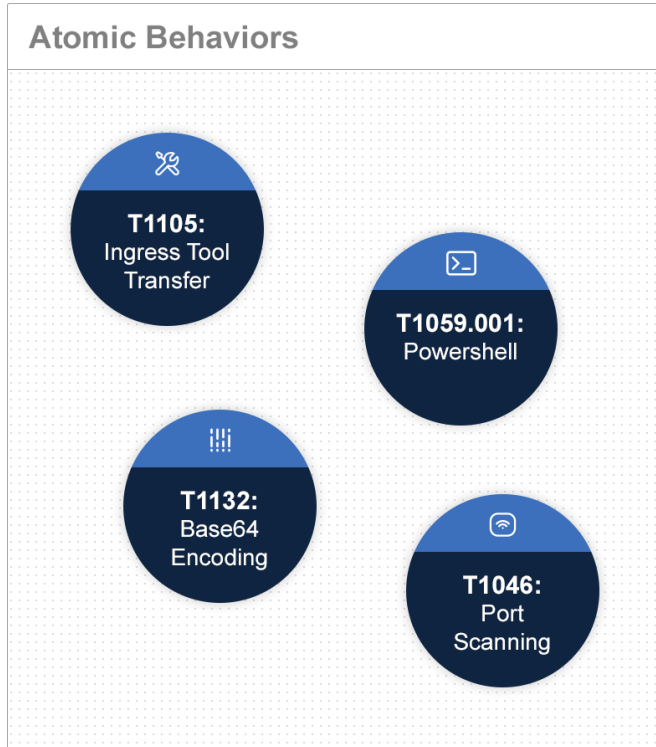 Atomic Behaviors
T1105:
Ingress Tool
Transfer
T1059.001:
Powershell
T1132:
Base64
Encoding
T1046:
Port
Scanning